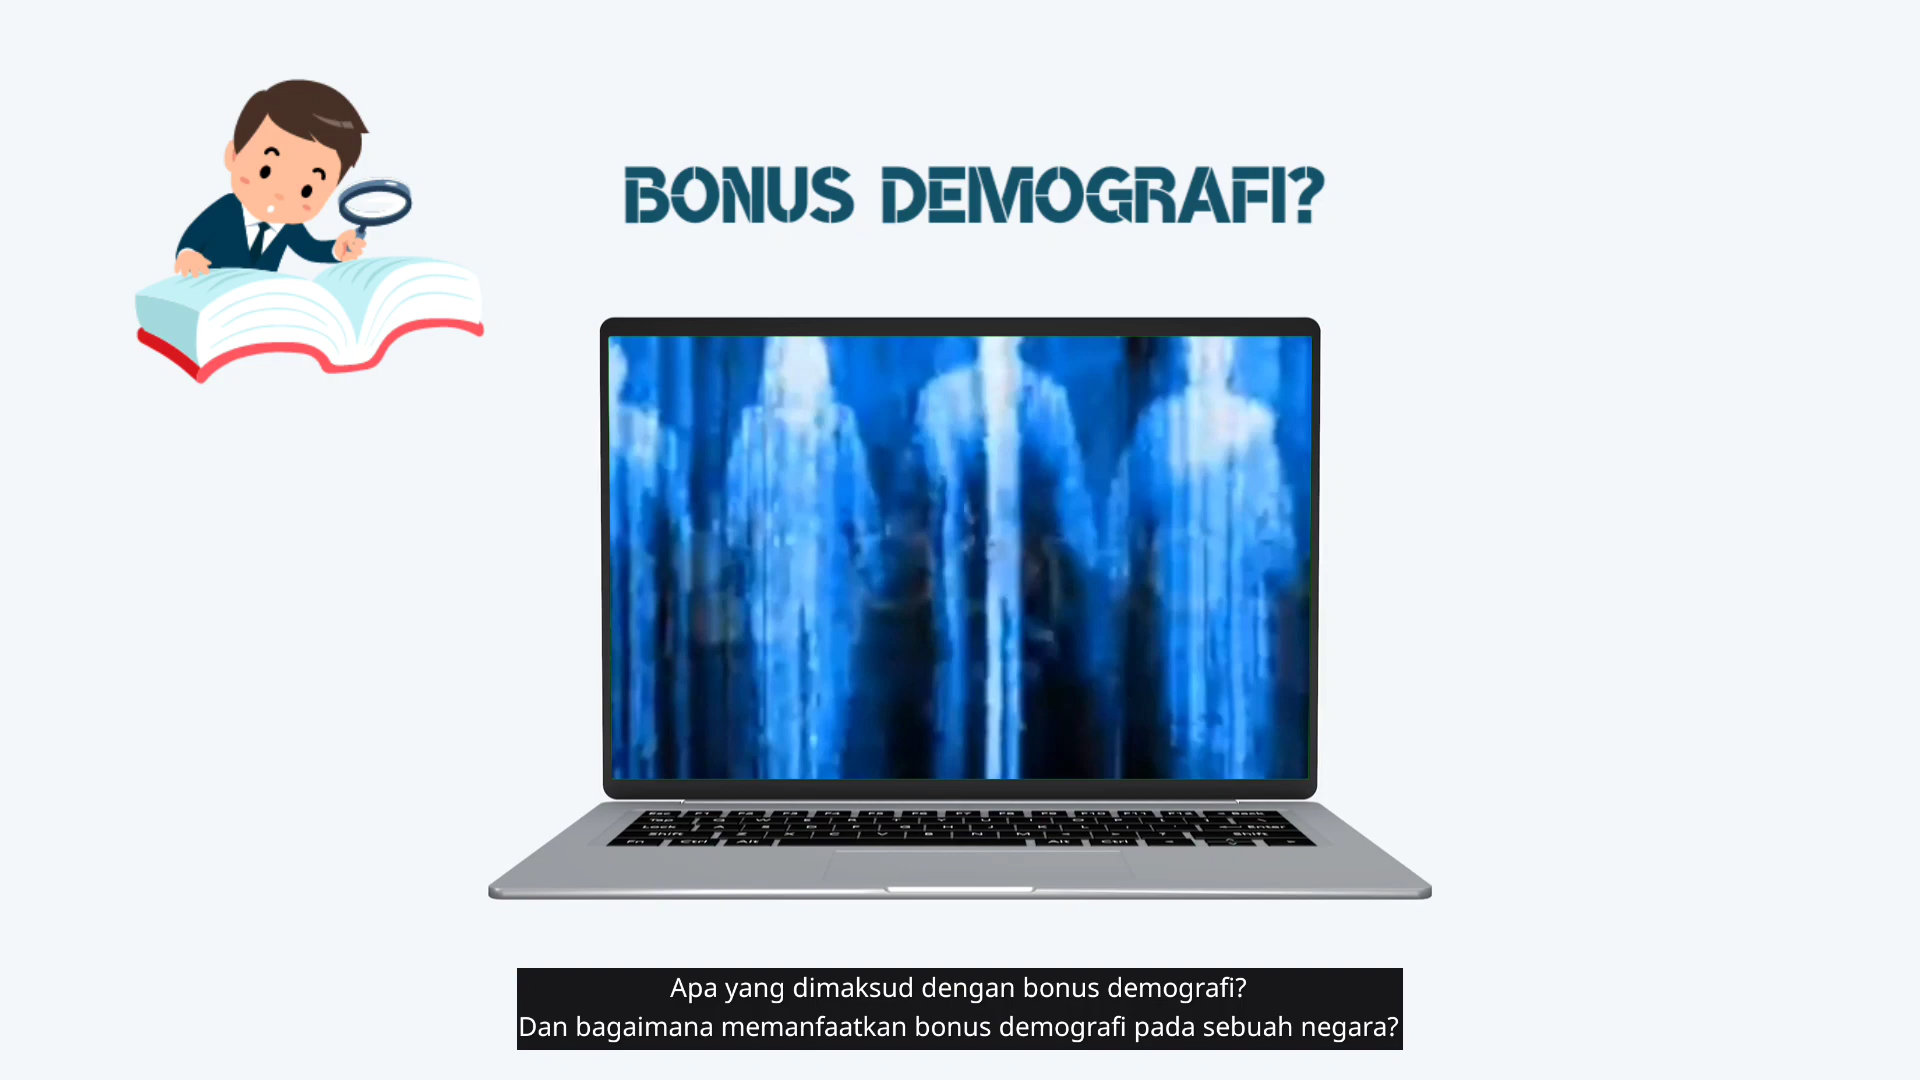 BONUS DEMOGRAFI?
Apa yang dimaksud dengan bonus demografi?
Dan bagaimana memanfaatkan bonus demografi pada sebuah negara?